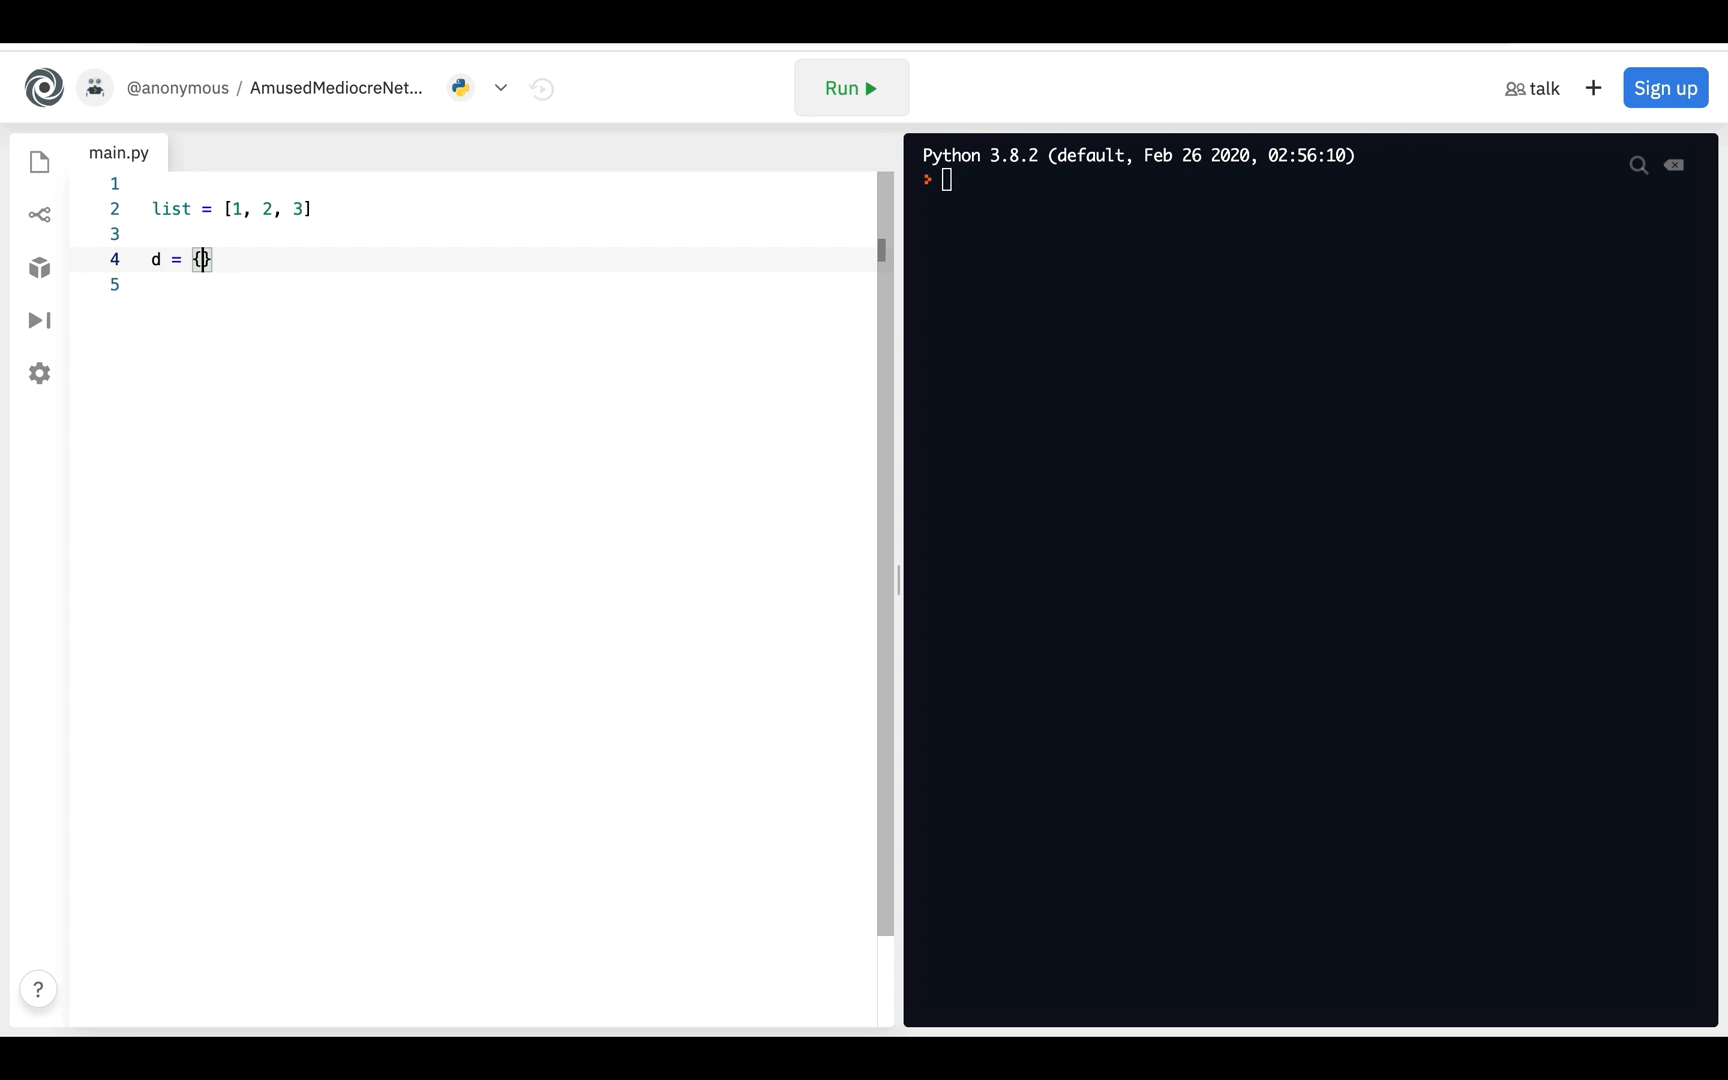 @anonymous / AmusedMediocreNet...
Run
talk
+
Sign up
main.py
1
2 list = [1, 2, 3]
3
4 d = {}
5
?
Python 3.8.2 (default, Feb 26 2020, 02:56:10)
>